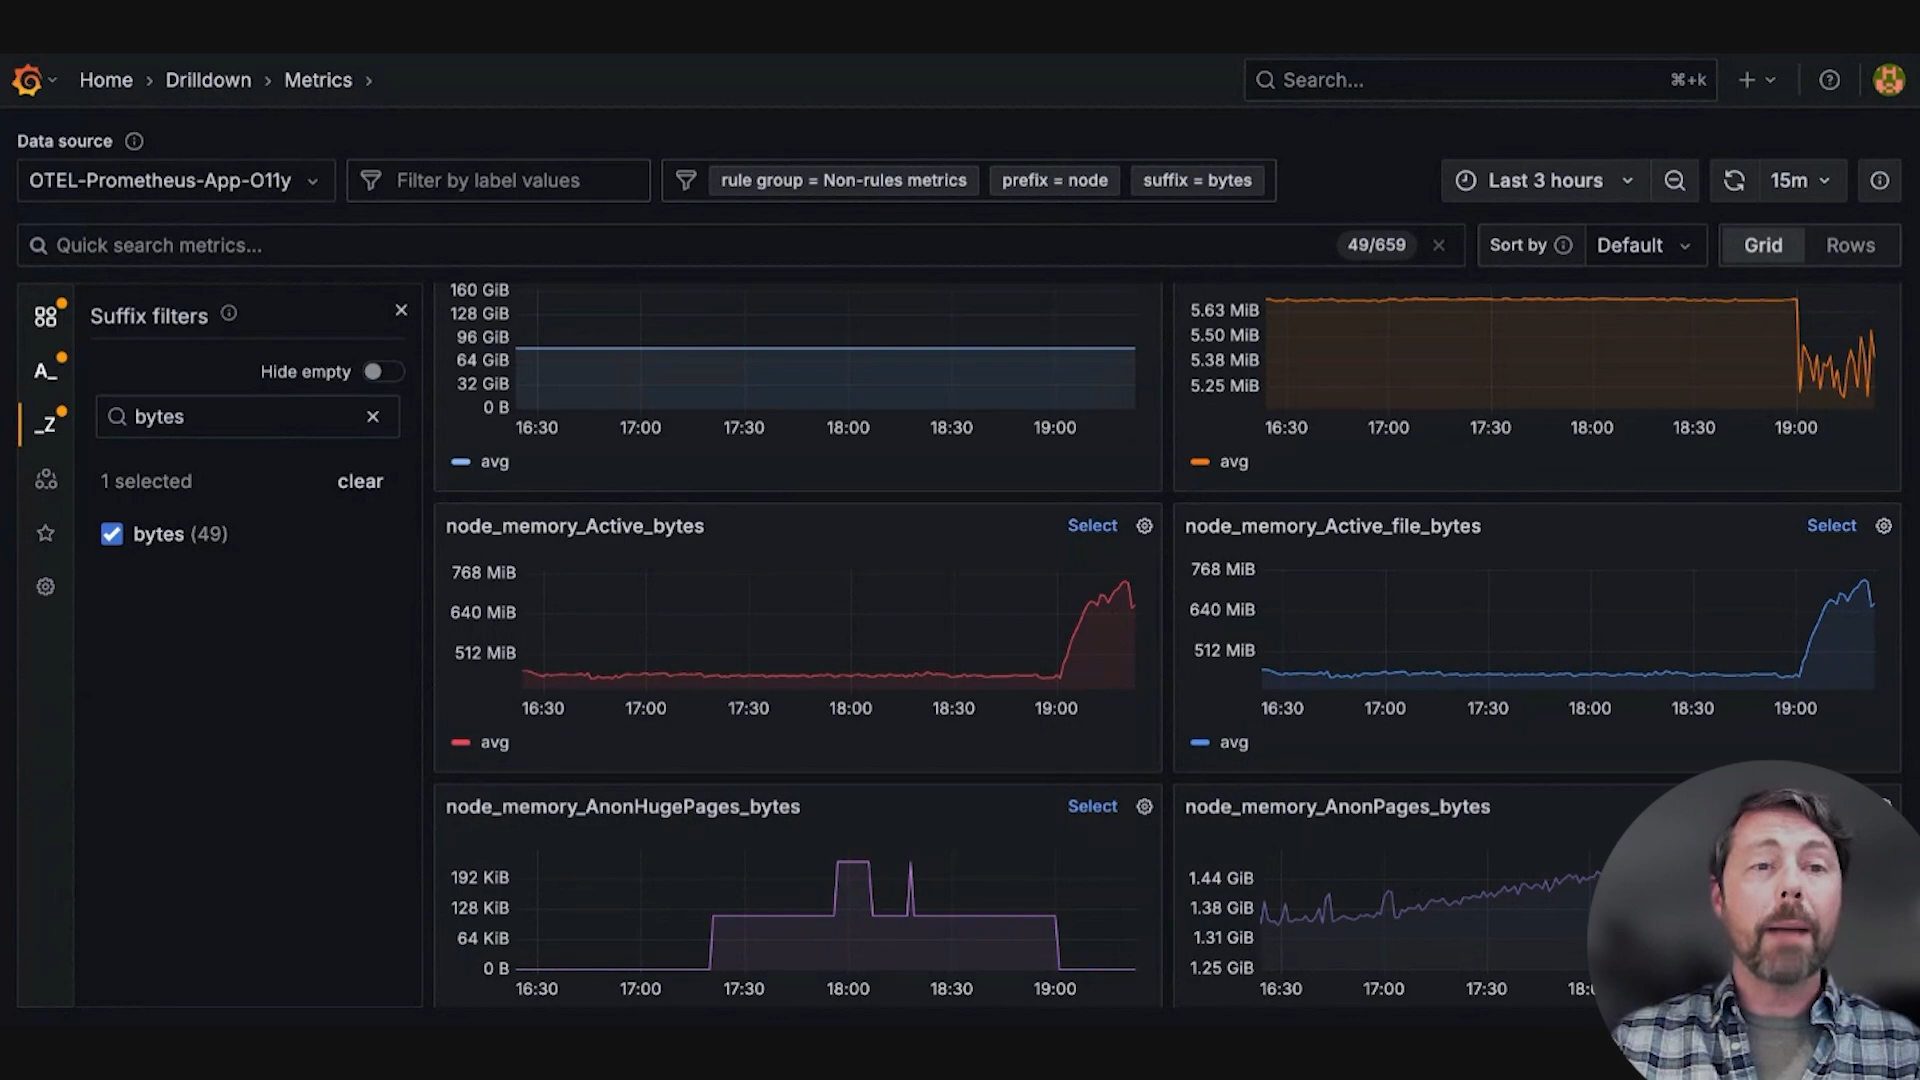 Home › Drilldown › Metrics ›
Search... ⌘+k
Data source
OTEL-Prometheus-App-O11y
Filter by label values
rule group = Non-rules metrics
prefix = node
suffix = bytes
Last 3 hours
15m
Quick search metrics...
49/659
Sort by
Default
Grid
Rows
Suffix filters
Hide empty
bytes
1 selected
clear
bytes (49)
A_
_Z
160 GiB
128 GiB
96 GiB
64 GiB
32 GiB
0 B
16:30 17:00 17:30 18:00 18:30 19:00
avg
5.63 MiB
5.50 MiB
5.38 MiB
5.25 MiB
16:30 17:00 17:30 18:00 18:30 19:00
avg
node_memory_Active_bytes Select
768 MiB
640 MiB
512 MiB
16:30 17:00 17:30 18:00 18:30 19:00
avg
node_memory_Active_file_bytes Select
768 MiB
640 MiB
512 MiB
16:30 17:00 17:30 18:00 18:30 19:00
avg
node_memory_AnonHugePages_bytes Select
192 KiB
128 KiB
64 KiB
0 B
16:30 17:00 17:30 18:00 18:30 19:00
node_memory_AnonPages_bytes
1.44 GiB
1.38 GiB
1.31 GiB
1.25 GiB
16:30 17:00 17:30